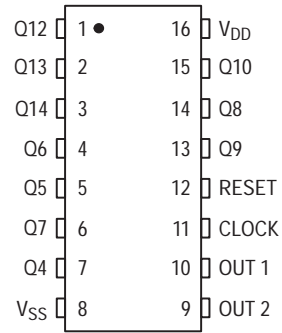 Q12 1 16 VDD
Q13 2 15 Q10
Q14 3 14 Q8
Q6 4 13 Q9
Q5 5 12 RESET
Q7 6 11 CLOCK
Q4 7 10 OUT 1
VSS 8 9 OUT 2